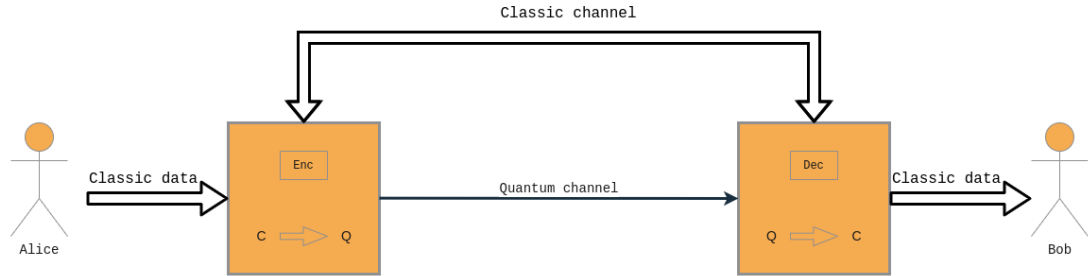 Classic channel
Classic data
Enc
Quantum channel
Dec
Classic data
C
Q
Q
C
Alice
Bob